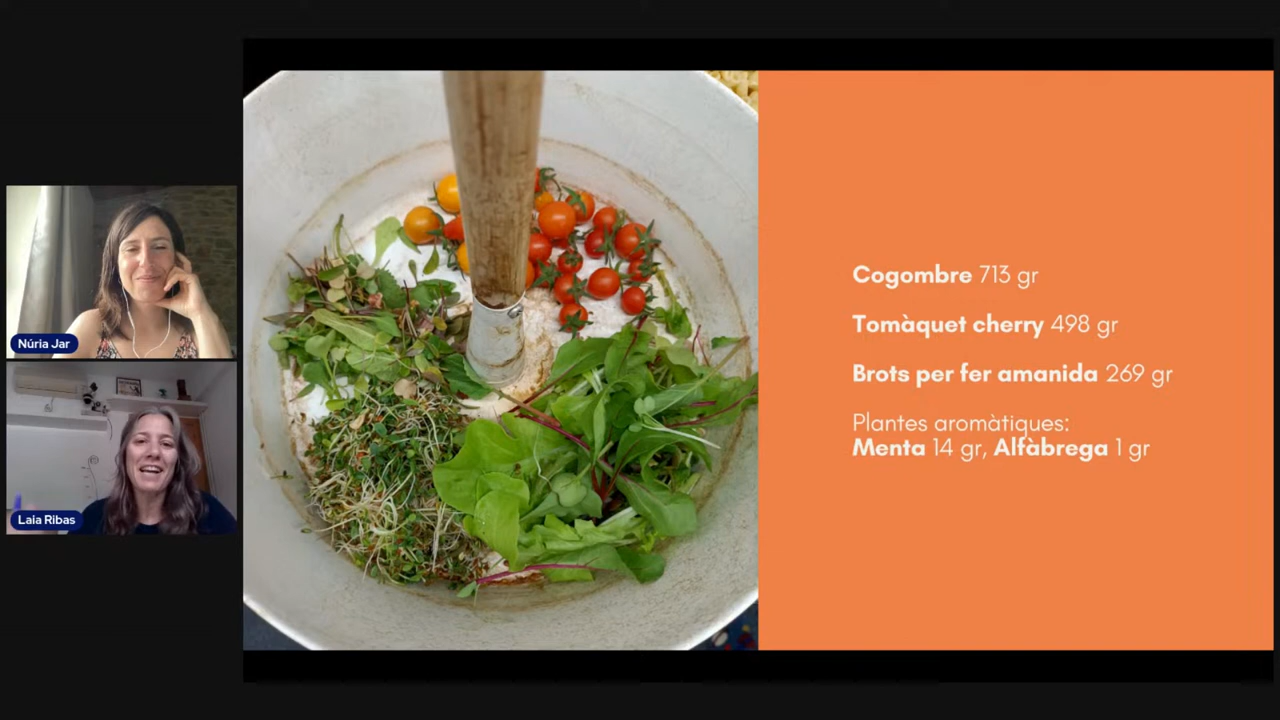 Núria Jar
Laia Ribas
Cogombre 713 gr
Tomàquet cherry 498 gr
Brots per fer amanida 269 gr
Plantes aromàtiques:
Menta 14 gr, Alfàbrega 1 gr